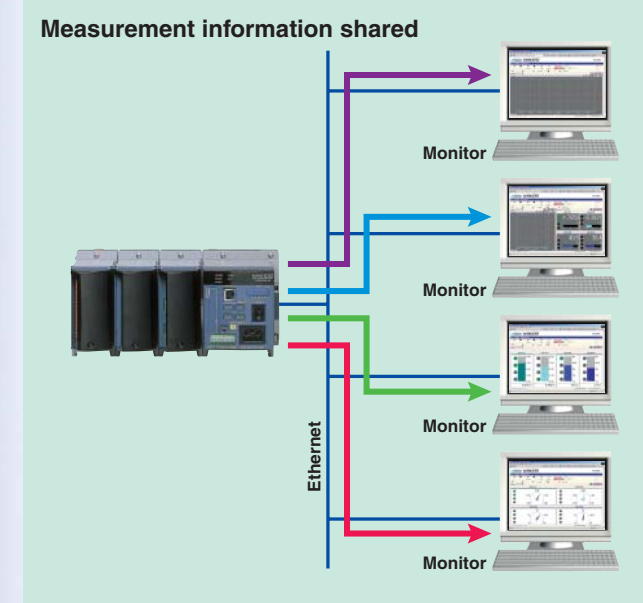 Measurement information shared
Monitor
Monitor
Monitor
Ethernet
Monitor